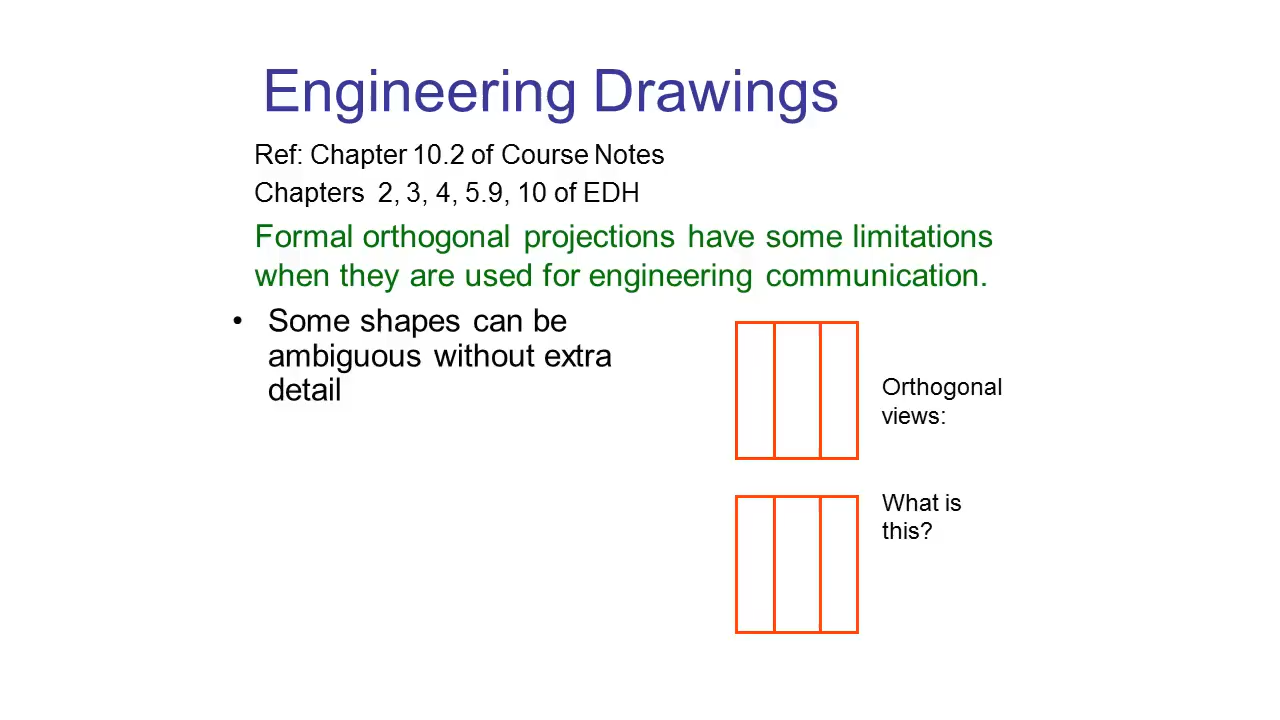 Engineering Drawings
Ref: Chapter 10.2 of Course Notes
Chapters 2, 3, 4, 5.9, 10 of EDH
Formal orthogonal projections have some limitations
when they are used for engineering communication.
• Some shapes can be
ambiguous without extra
detail
Orthogonal
views:
What is
this?